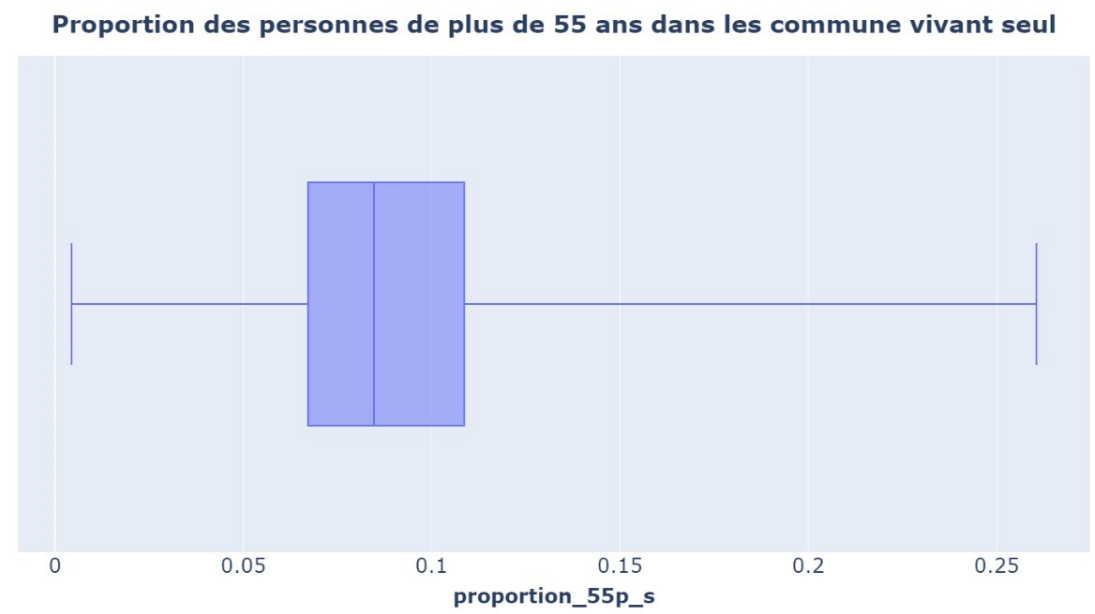 Proportion des personnes de plus de 55 ans dans les commune vivant seul
0 0.05 0.1 0.15 0.2 0.25
proportion_55p_s